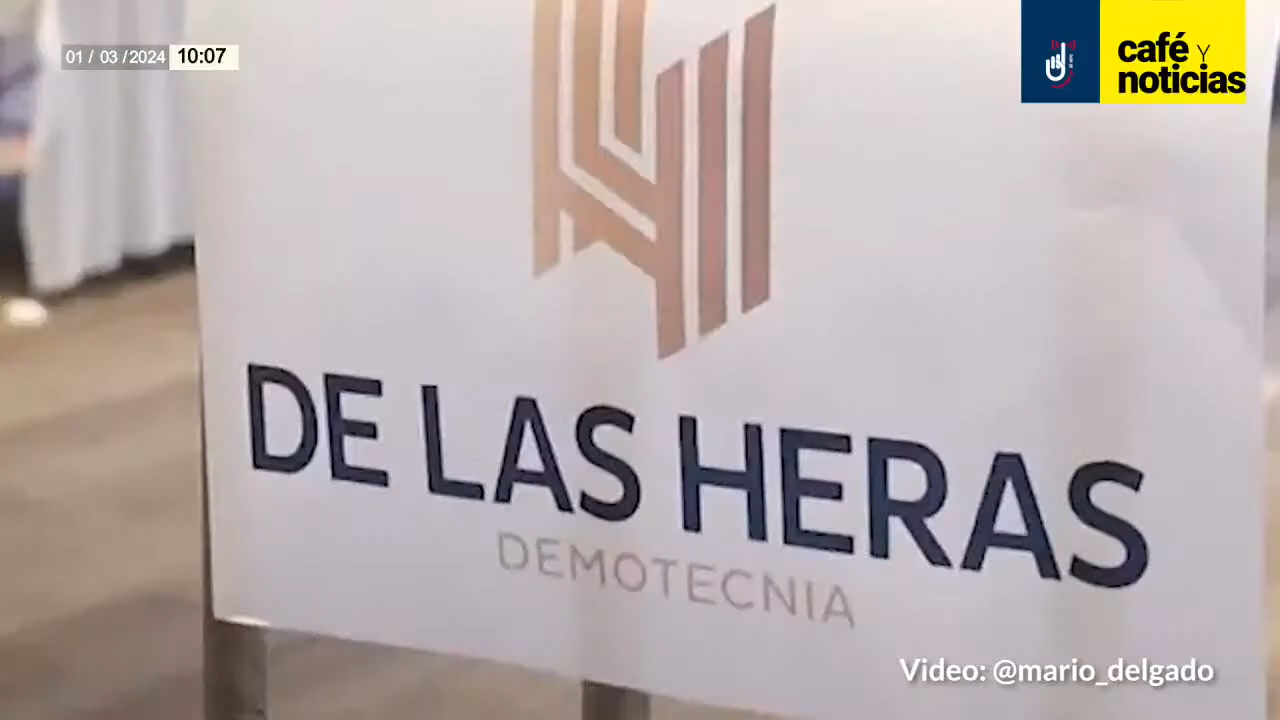 01 / 03 /2024 10:07
café Y
noticias
DE LAS HERAS
DEMOTECNIA
Video: @mario_delgado